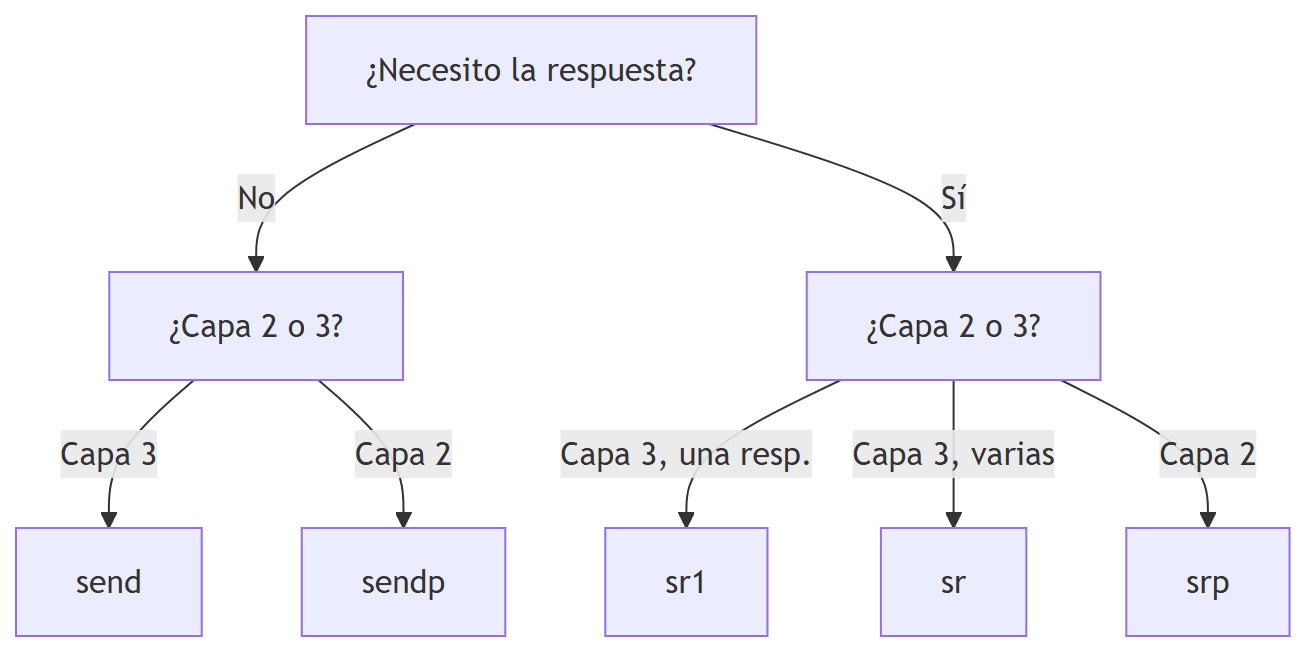 ¿Necesito la respuesta?
No
Sí
¿Capa 2 o 3?
¿Capa 2 o 3?
Capa 3
Capa 2
Capa 3, una resp.
Capa 3, varias
Capa 2
send
sendp
sr1
sr
srp